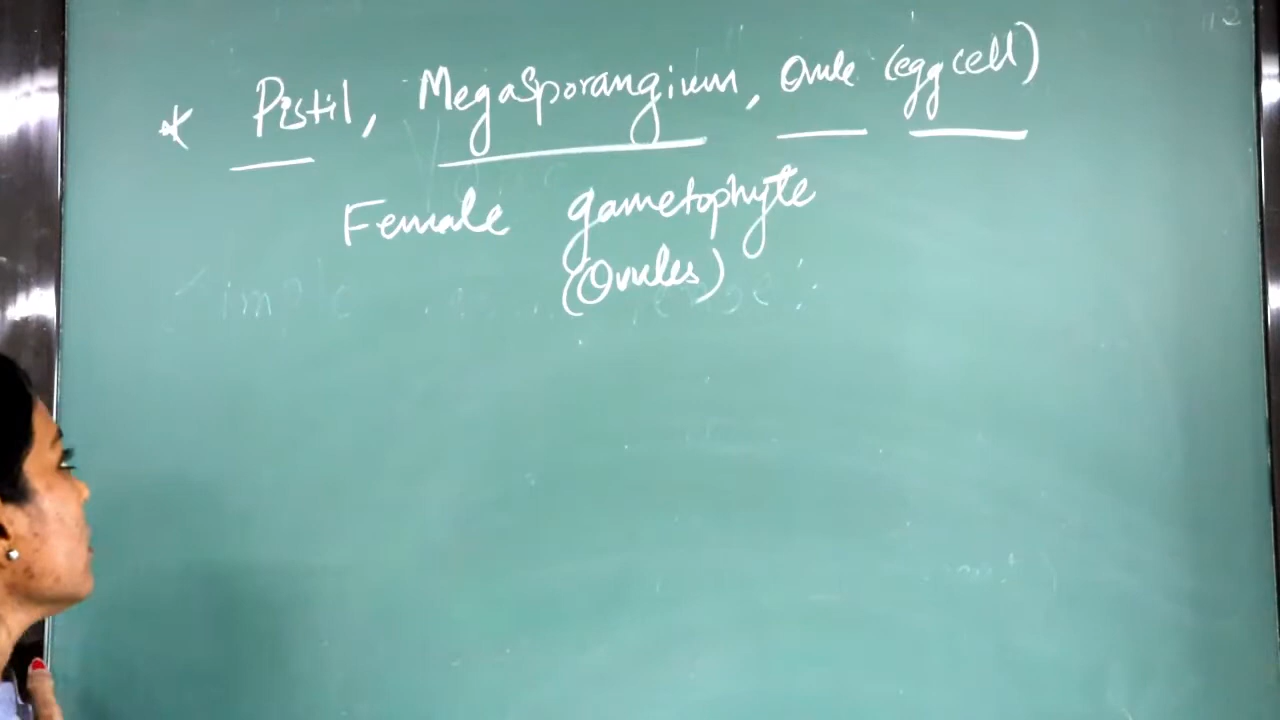 * Pistil, Megasporangium, Ovule (egg cell)
Female gametophyte
(Ovules)